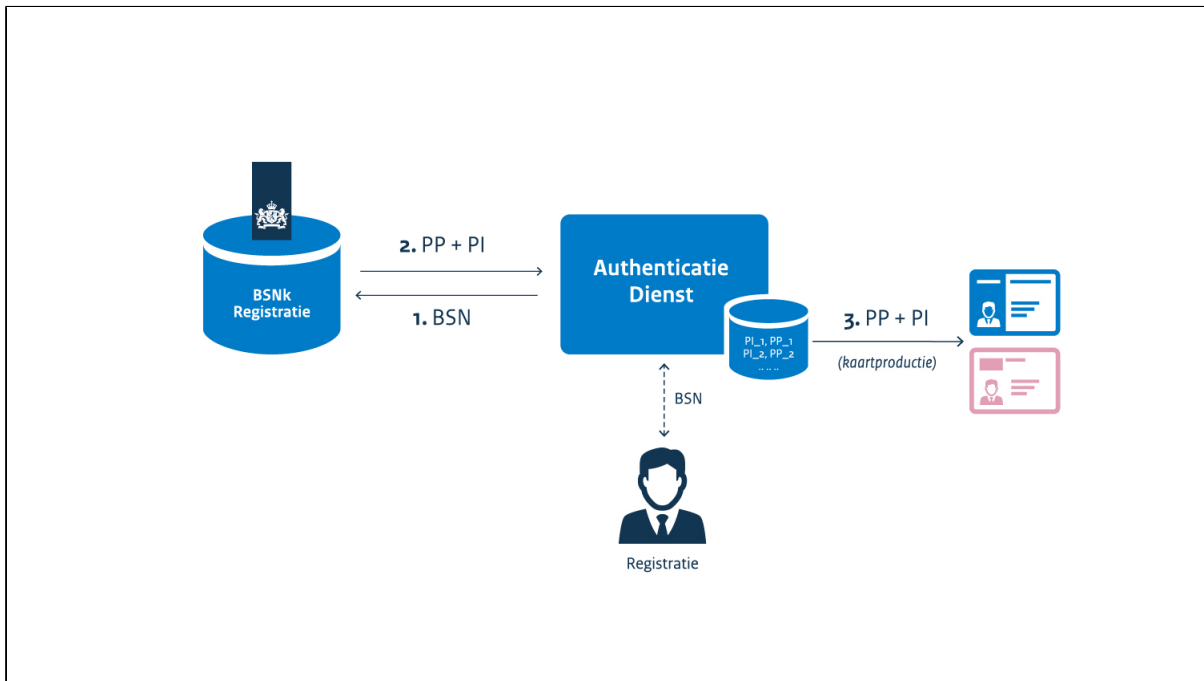 2. PP + PI
1. BSN
BSNk
Registratie
Authenticatie
Dienst
PI_1, PP_1
PI_2, PP_2
.. .. ..
3. PP + PI
(kaartproductie)
BSN
Registratie